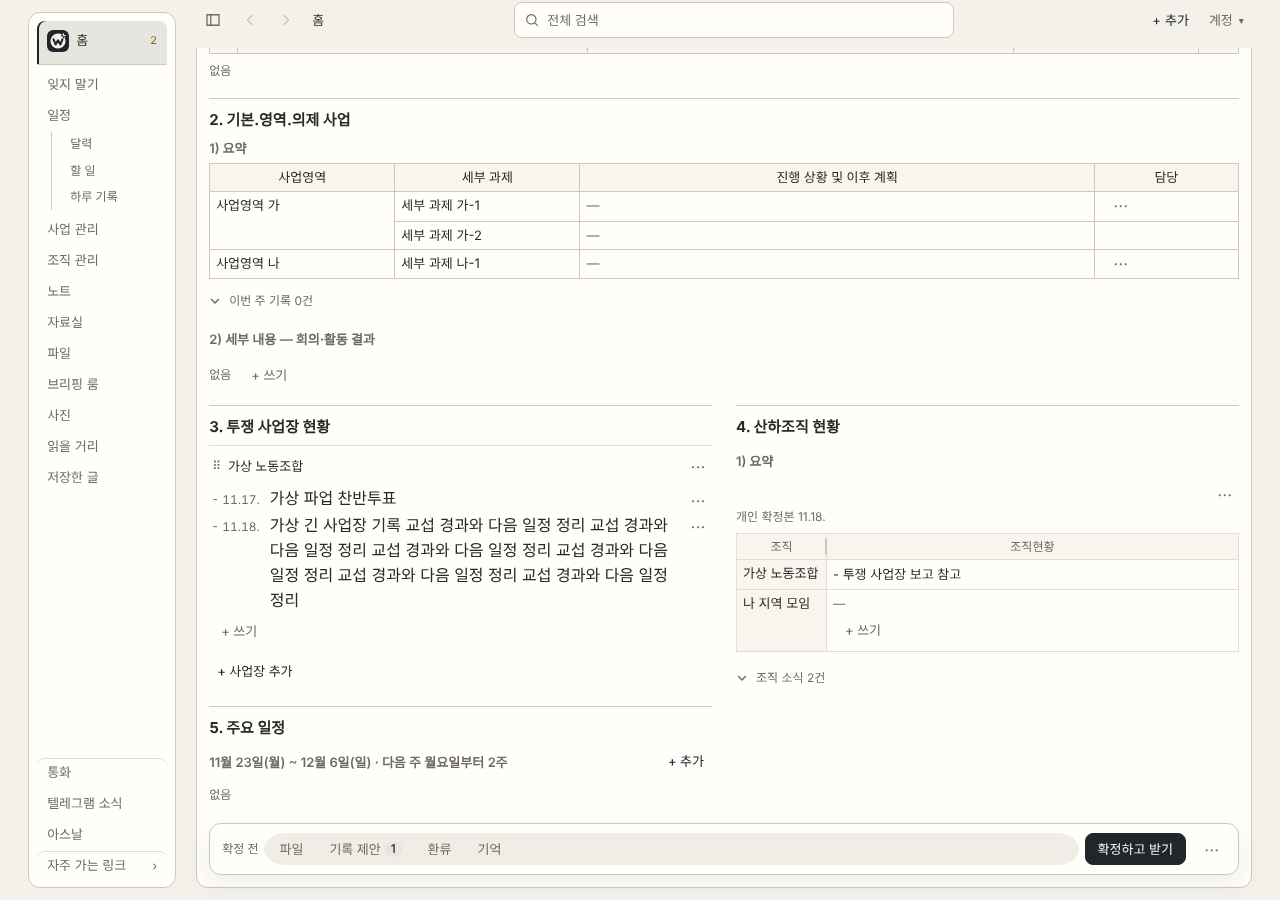 홈
전체 검색
+ 추가
계정 ▾
홈 2
잊지 말기
일정
달력
할 일
하루 기록
사업 관리
조직 관리
노트
자료실
파일
브리핑 룸
사진
읽을 거리
저장한 글
통화
텔레그램 소식
아스날
자주 가는 링크 ›
없음
2. 기본.영역.의제 사업
1) 요약
사업영역 세부 과제 진행 상황 및 이후 계획 담당
사업영역 가 세부 과제 가-1 — ...
세부 과제 가-2 —
사업영역 나 세부 과제 나-1 — ...
이번 주 기록 0건
2) 세부 내용 — 회의·활동 결과
없음 + 쓰기
3. 투쟁 사업장 현황
가상 노동조합 ...
- 11.17. 가상 파업 찬반투표 ...
- 11.18. 가상 긴 사업장 기록 교섭 경과와 다음 일정 정리 교섭 경과와 ...
다음 일정 정리 교섭 경과와 다음 일정 정리 교섭 경과와 다음
일정 정리 교섭 경과와 다음 일정 정리 교섭 경과와 다음 일정
정리
+ 쓰기
+ 사업장 추가
4. 산하조직 현황
1) 요약
...
개인 확정본 11.18.
조직 조직현황
가상 노동조합 - 투쟁 사업장 보고 참고
나 지역 모임 —
+ 쓰기
조직 소식 2건
5. 주요 일정
11월 23일(월) ~ 12월 6일(일) · 다음 주 월요일부터 2주 + 추가
없음
확정 전 파일 기록 제안 1 환류 기억 확정하고 받기 ...